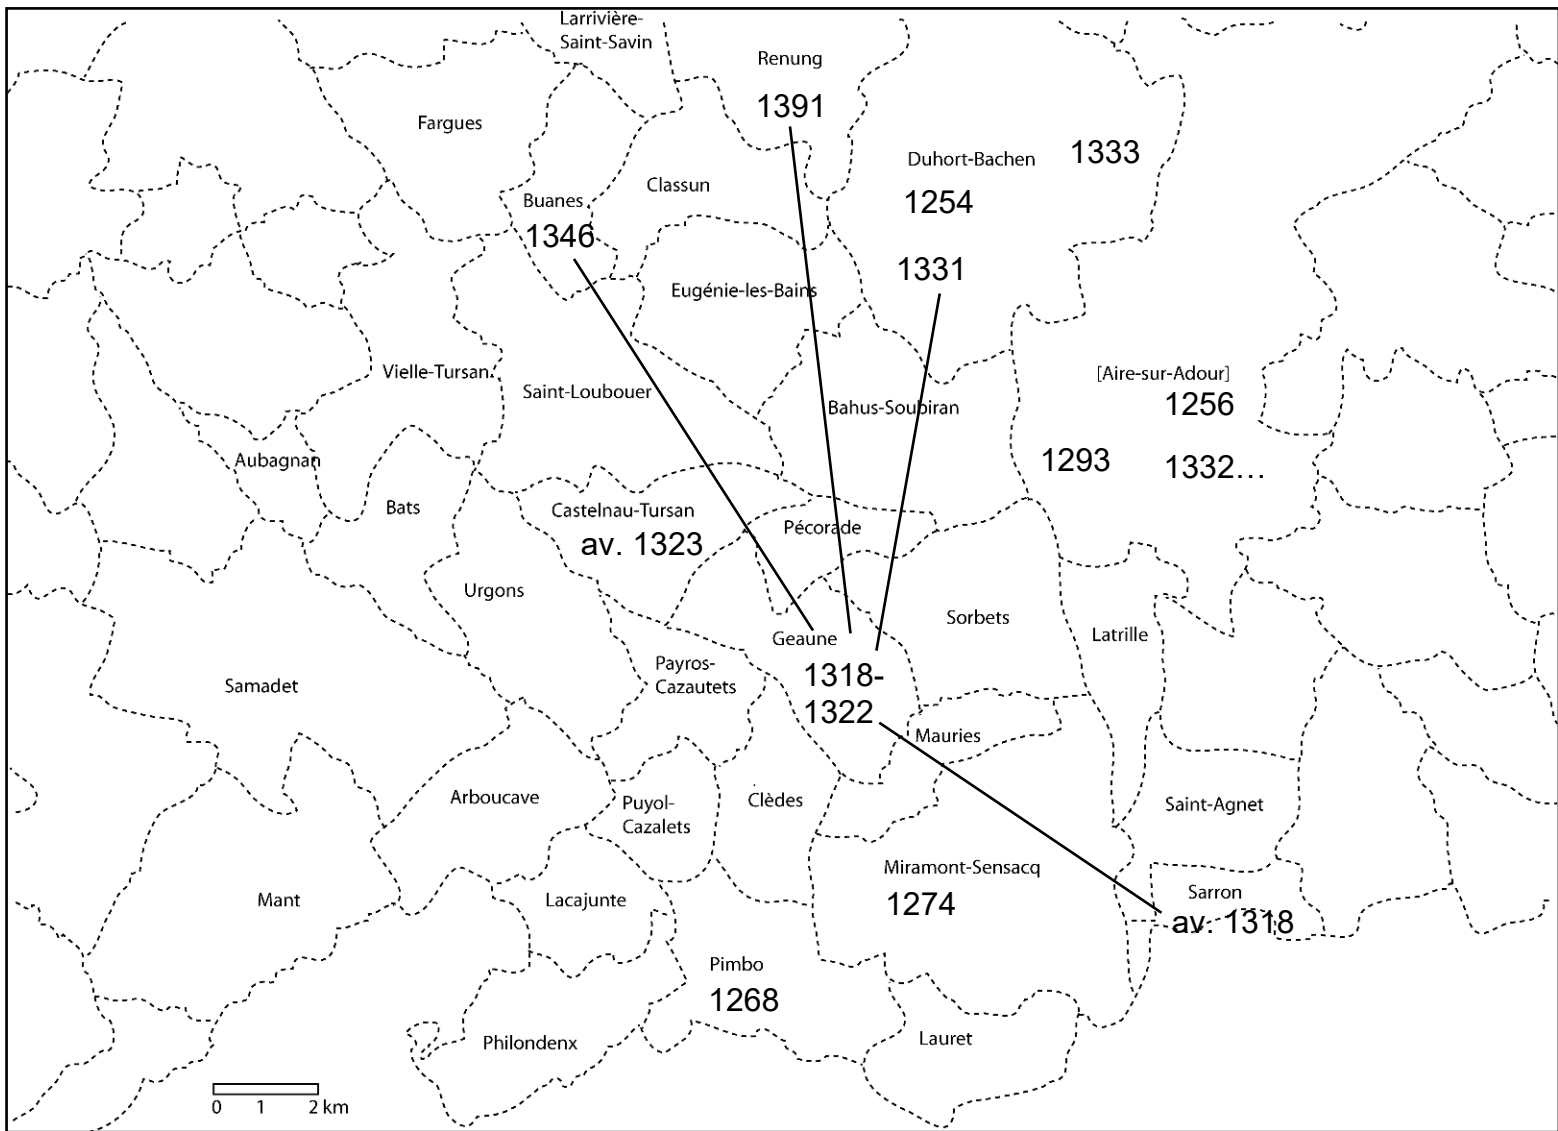 Larrivière-
Saint-Savin
Renung
1391
Fargues
1333
Duhort-Bachen
Classun
1254
Buanes
1346
1331
Eugénie-les-Bains
Vielle-Tursan
[Aire-sur-Adour]
1256
Saint-Loubouer
Bahus-Soubiran
Aubagnan
1293
1332...
Bats
Castelnau-Tursan
av. 1323
Pécorade
Urgons
Sorbets
Latrille
Geaune
1318-
1322
Payros-
Cazautets
Samadet
Mauries
Arboucave
Puyol-
Cazalets
Clèdes
Saint-Agnet
Miramont-Sensacq
1274
Mant
Lacajunte
Sarron
av. 1318
Pimbo
1268
Philondenx
Lauret
0 1 2 km